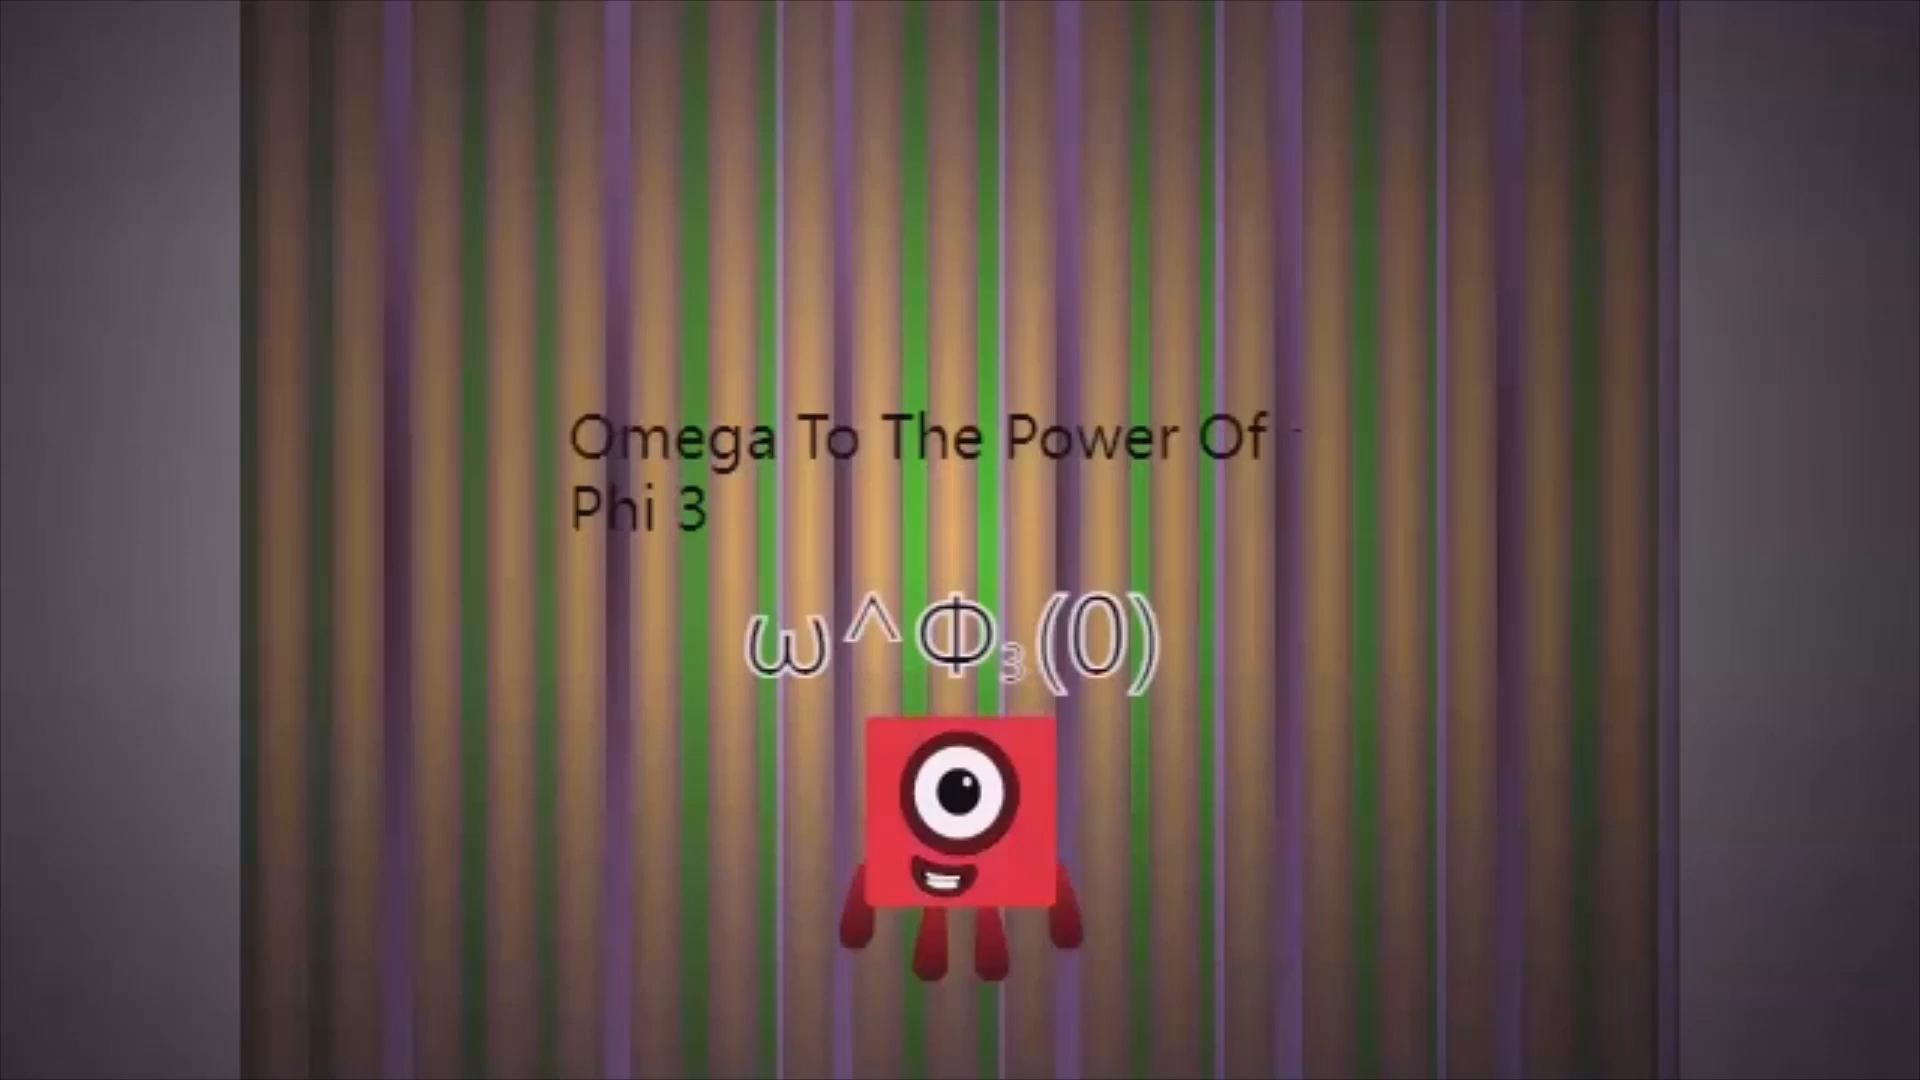 Omega To The Power Of
Phi 3
ω^Φ₃(0)